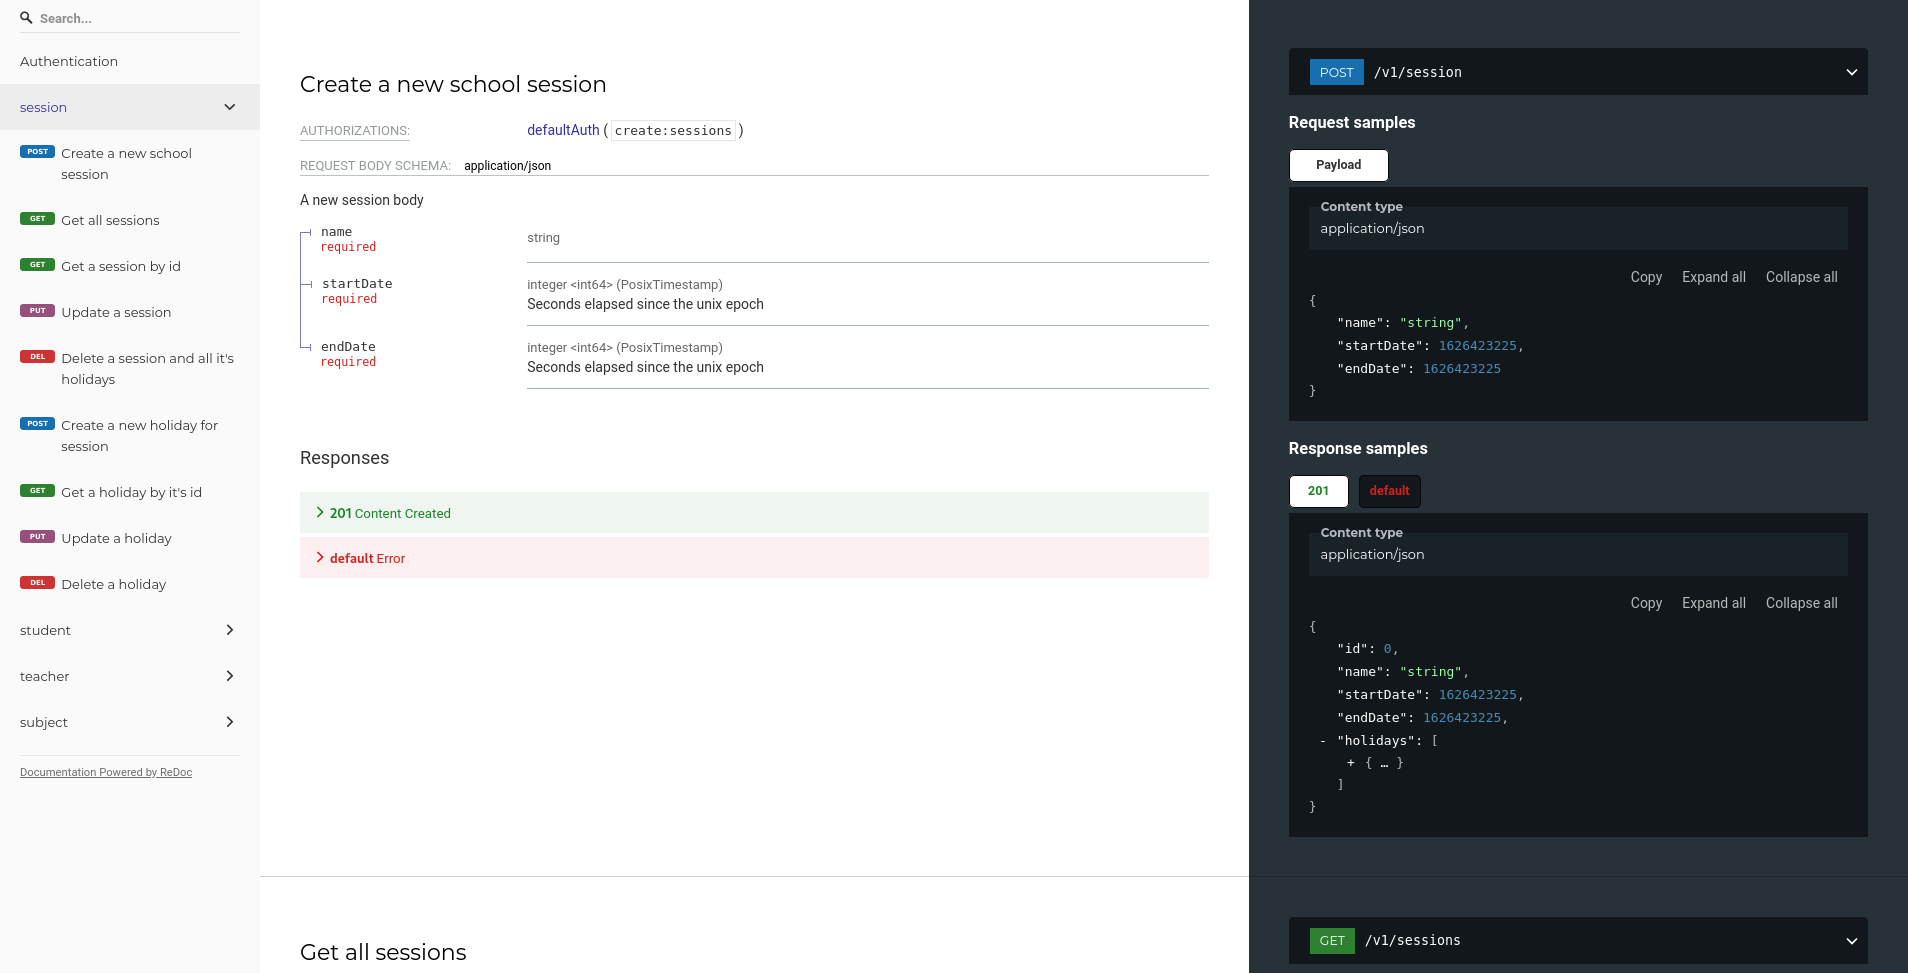 Search...
Authentication
session
POST Create a new school
session
GET Get all sessions
GET Get a session by id
PUT Update a session
DEL Delete a session and all it's
holidays
POST Create a new holiday for
session
GET Get a holiday by it's id
PUT Update a holiday
DEL Delete a holiday
student
teacher
subject
Documentation Powered by ReDoc
Create a new school session
AUTHORIZATIONS: defaultAuth ( create:sessions )
REQUEST BODY SCHEMA: application/json
A new session body
name
required
string
startDate
required
integer <int64> (PosixTimestamp)
Seconds elapsed since the unix epoch
endDate
required
integer <int64> (PosixTimestamp)
Seconds elapsed since the unix epoch
Responses
201 Content Created
default Error
Get all sessions
POST /v1/session
Request samples
Payload
Content type
application/json
Copy Expand all Collapse all
{
"name": "string",
"startDate": 1626423225,
"endDate": 1626423225
}
Response samples
201 default
Content type
application/json
Copy Expand all Collapse all
{
"id": 0,
"name": "string",
"startDate": 1626423225,
"endDate": 1626423225,
- "holidays": [
+ { … }
]
}
GET /v1/sessions